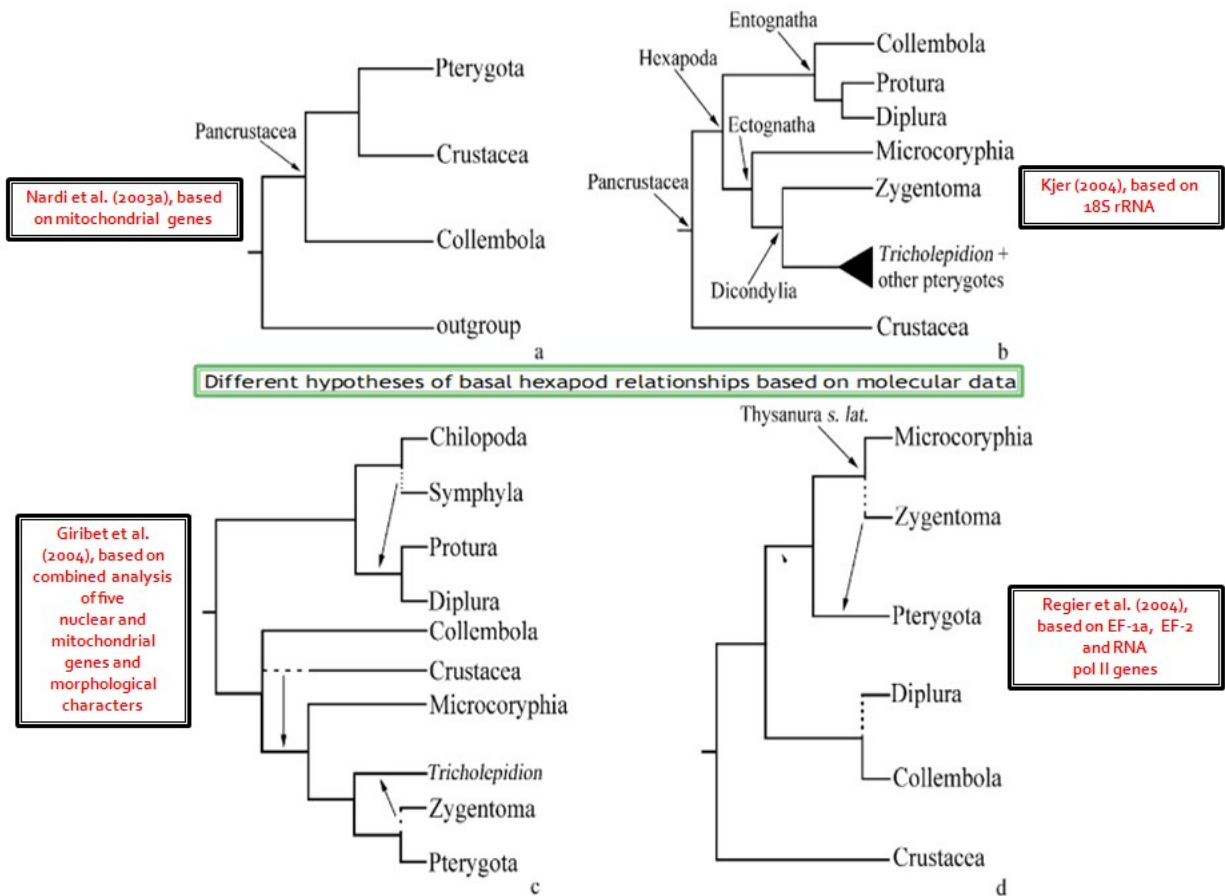 Pterygota
Pancrustacea
Crustacea
Nardi et al. (2003a), based
on mitochondrial genes
Collembola
outgroup
a
Entognatha
Collembola
Hexapoda
Protura
Diplura
Ectognatha
Microcoryphia
Pancrustacea
Zygentoma
Kjer (2004), based on
18S rRNA
Tricholepidion +
other pterygotes
Dicondylia
Crustacea
b
Different hypotheses of basal hexapod relationships based on molecular data
Chilopoda
Symphyla
Protura
Giribet et al.
(2004), based on
combined analysis
of five
nuclear and
mitochondrial
genes and
morphological
characters
Diplura
Collembola
Crustacea
Microcoryphia
Tricholepidion
Zygentoma
Pterygota
c
Thysanura s. lat.
Microcoryphia
Zygentoma
Pterygota
Regier et al. (2004),
based on EF-1a, EF-2
and RNA
pol II genes
Diplura
Collembola
Crustacea
d